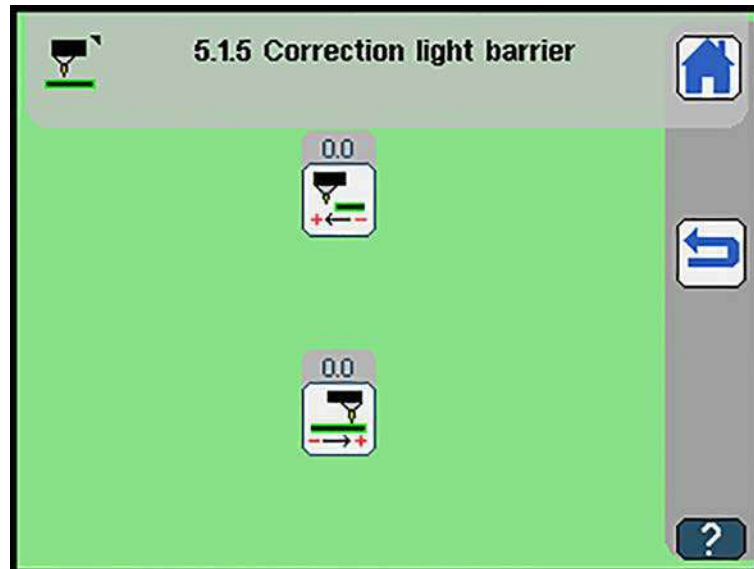 5.1.5 Correction light barrier
0.0
+ ← -
0.0
- → +
?